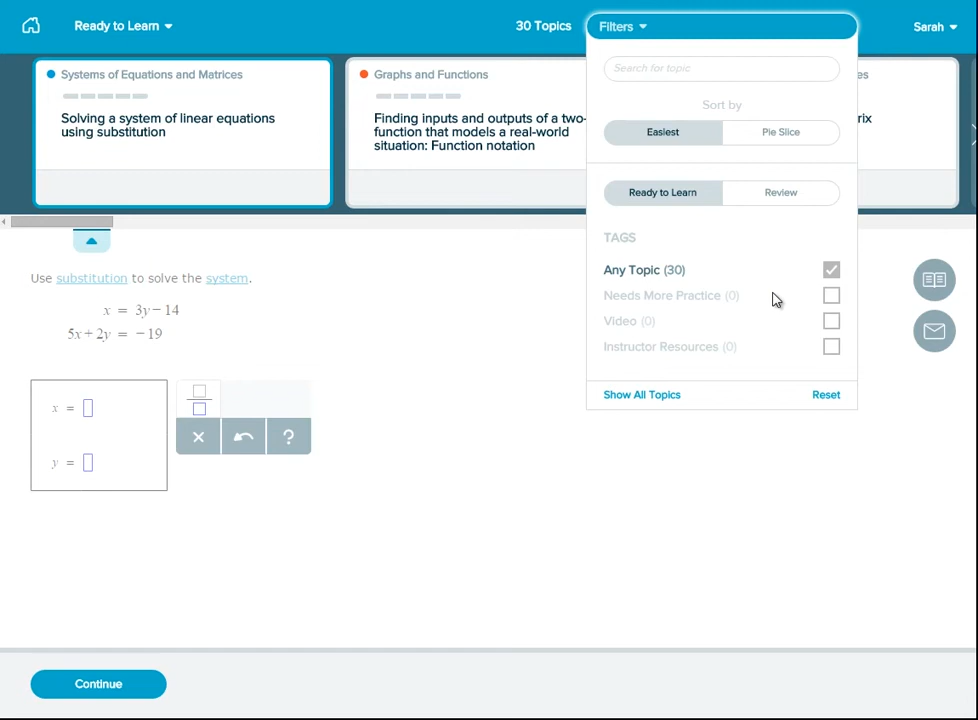 Ready to Learn
30 Topics
Filters
Sarah
Search for topic
Sort by
Easiest
Pie Slice
Ready to Learn
Review
TAGS
Any Topic (30)
Needs More Practice (0)
Video (0)
Instructor Resources (0)
Show All Topics
Reset
Systems of Equations and Matrices
Solving a system of linear equations
using substitution
Graphs and Functions
Finding inputs and outputs of a two-
function that models a real-world
situation: Function notation
es
rix
Use substitution to solve the system.
x = 3y − 14
5x + 2y = −19
x =
y =
?
Continue